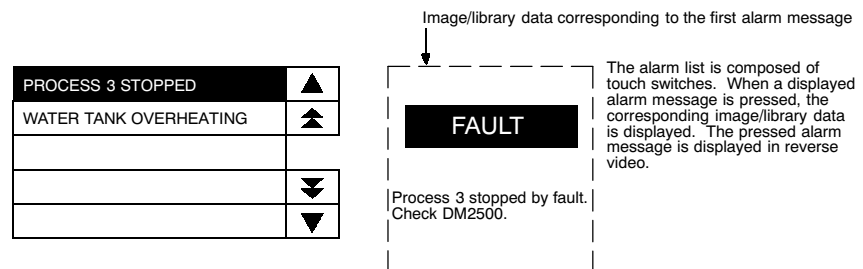 Image/library data corresponding to the first alarm message
PROCESS 3 STOPPED
WATER TANK OVERHEATING
FAULT
Process 3 stopped by fault.
Check DM2500.
The alarm list is composed of
touch switches. When a displayed
alarm message is pressed, the
corresponding image/library data
is displayed. The pressed alarm
message is displayed in reverse
video.